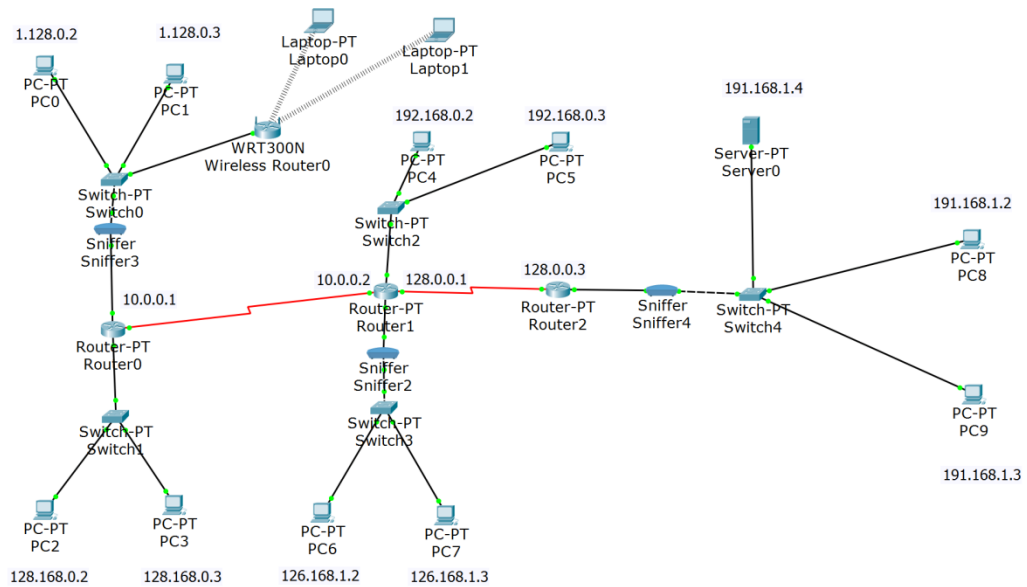 1.128.0.2
1.128.0.3
Laptop-PT
Laptop0
Laptop-PT
Laptop1
PC-PT
PC0
PC-PT
PC1
WRT300N
Wireless Router0
192.168.0.2
192.168.0.3
PC-PT
PC4
PC-PT
PC5
191.168.1.4
Server-PT
Server0
Switch-PT
Switch0
Sniffer
Sniffer3
Switch-PT
Switch2
191.168.1.2
PC-PT
PC8
10.0.0.1
10.0.0.2
128.0.0.1
128.0.0.3
Router-PT
Router0
Router-PT
Router1
Router-PT
Router2
Sniffer
Sniffer4
Switch-PT
Switch4
Sniffer
Sniffer2
Switch-PT
Switch1
Switch-PT
Switch3
PC-PT
PC9
191.168.1.3
PC-PT
PC2
PC-PT
PC3
PC-PT
PC6
PC-PT
PC7
128.168.0.2
128.168.0.3
126.168.1.2
126.168.1.3